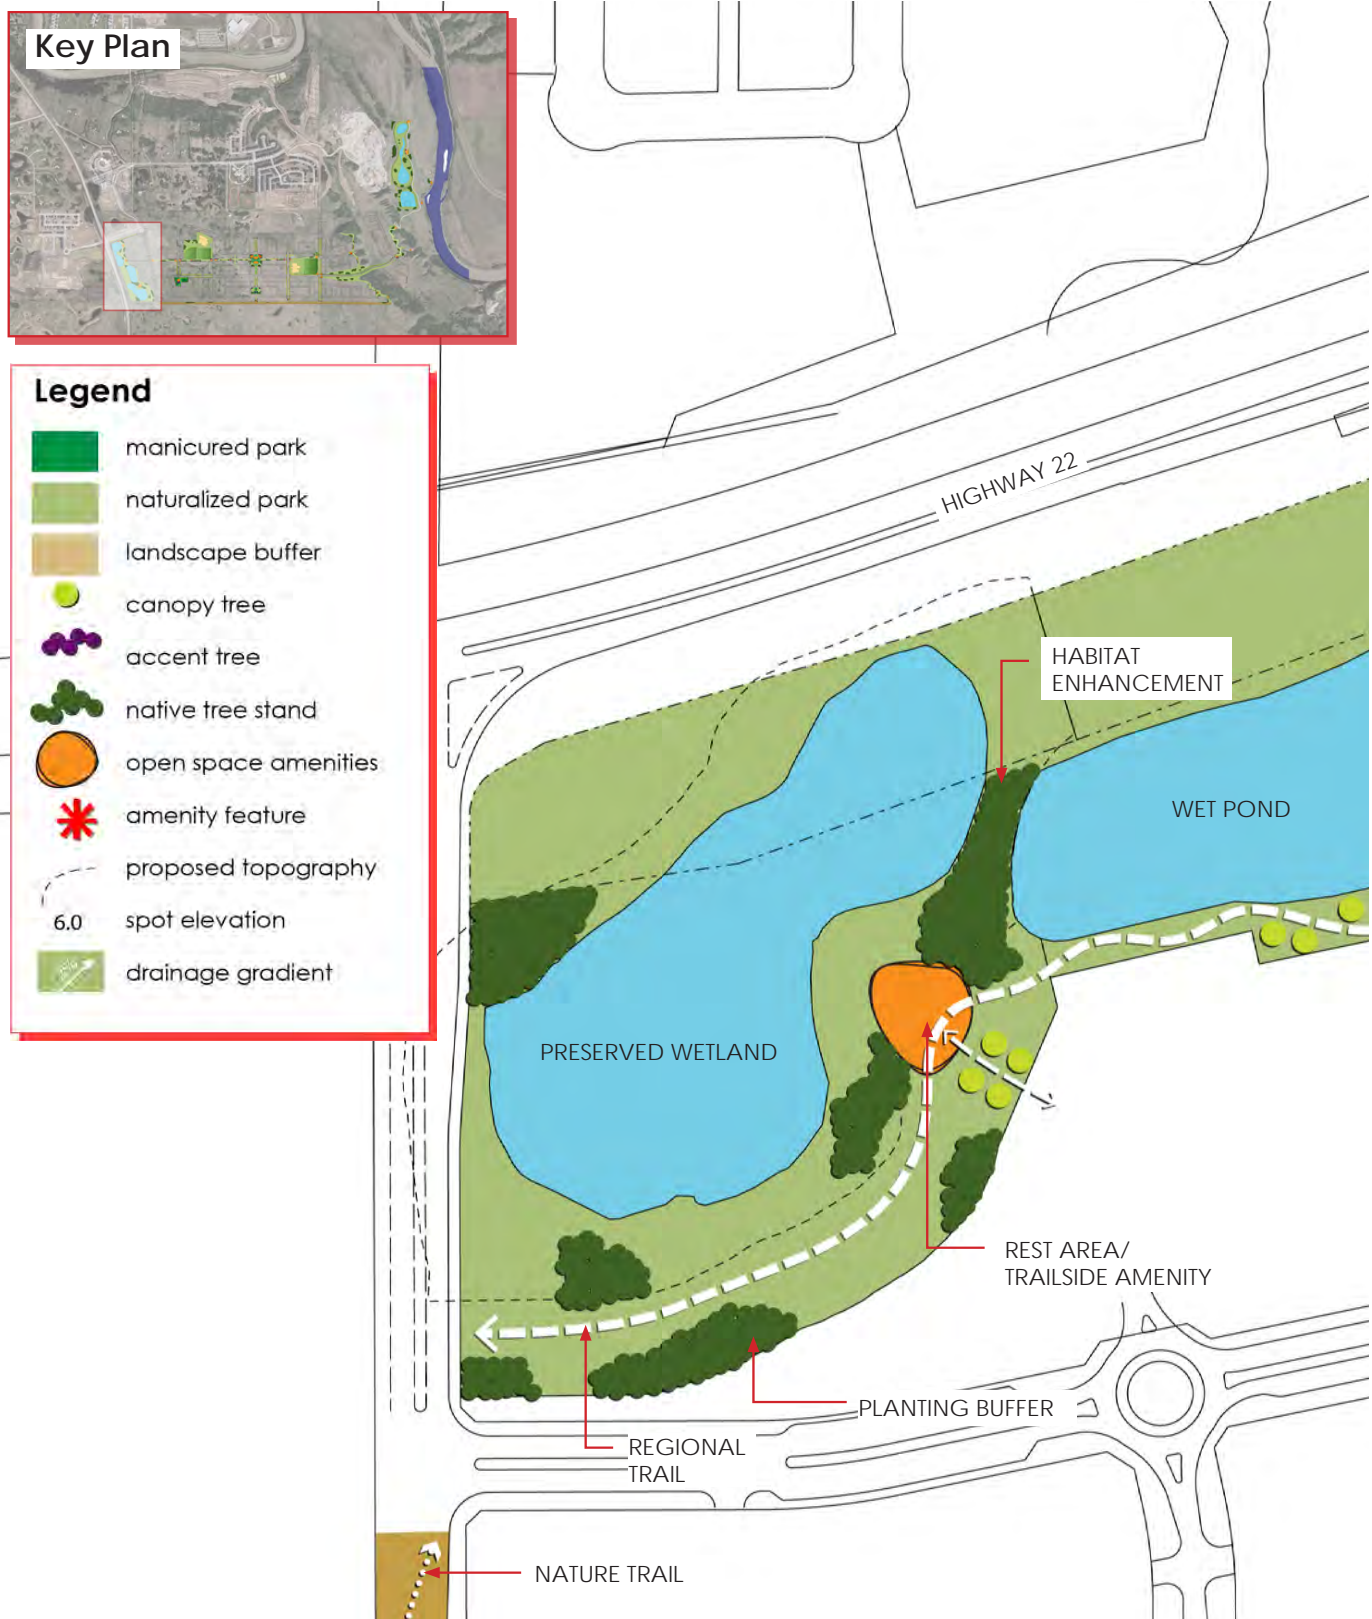 Key Plan
Legend
manicured park
naturalized park
landscape buffer
canopy tree
accent tree
native tree stand
open space amenities
amenity feature
proposed topography
6.0 spot elevation
drainage gradient
HIGHWAY 22
HABITAT
ENHANCEMENT
WET POND
PRESERVED WETLAND
REST AREA/
TRAILSIDE AMENITY
PLANTING BUFFER
REGIONAL
TRAIL
NATURE TRAIL